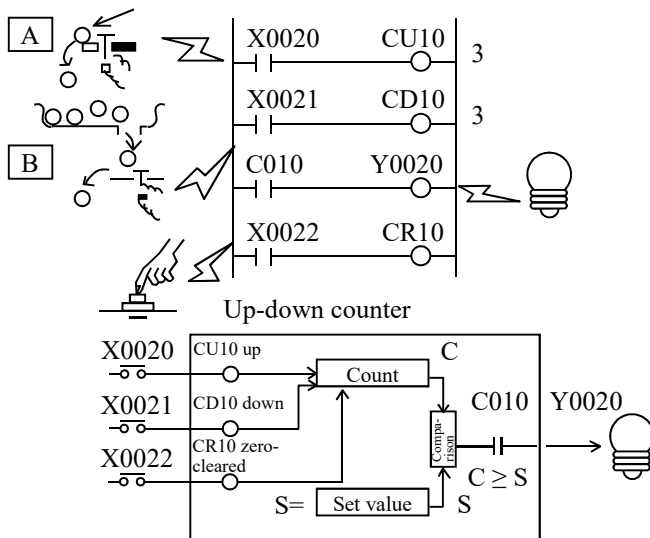 A
X0020 CU10 3
X0021 CD10 3
B
C010 Y0020
X0022 CR10
Up-down counter
X0020 CU10 up
Count
C
X0021 CD10 down
X0022 CR10 zero-
cleared
Compa-
rison
C010 Y0020
C ≥ S
S= Set value S